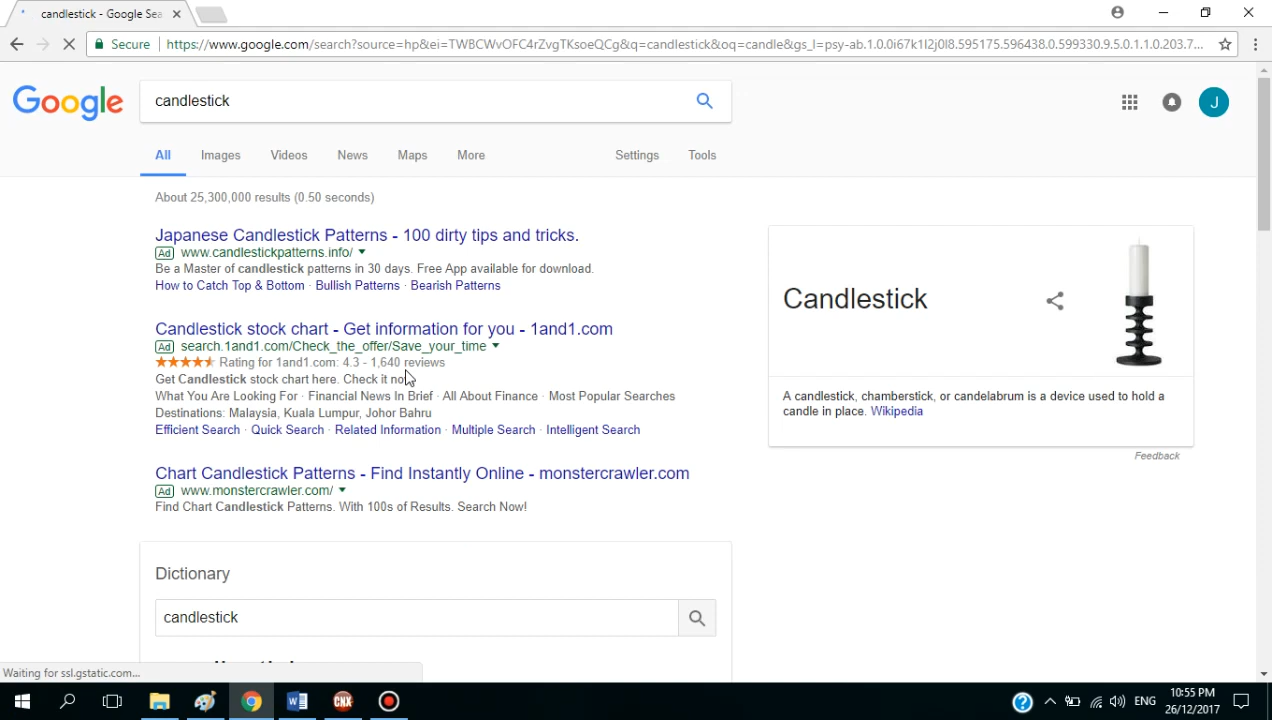 candlestick - Google Sea
Secure
https://www.google.com/search?source=hp&ei=TWBCWvOFC4rZvgTKsoeQCg&q=candlestick&oq=candle&gs_l=psy-ab.1.0.0i67k1l2j0l8.595175.596438.0.599330.9.5.0.1.1.0.203.7...
Google
candlestick
J
All Images Videos News Maps More Settings Tools
About 25,300,000 results (0.50 seconds)
Japanese Candlestick Patterns - 100 dirty tips and tricks.
Ad www.candlestickpatterns.info/
Be a Master of candlestick patterns in 30 days. Free App available for download.
How to Catch Top & Bottom · Bullish Patterns · Bearish Patterns
Candlestick stock chart - Get information for you - 1and1.com
Ad search.1and1.com/Check_the_offer/Save_your_time
Rating for 1and1.com: 4.3 - 1,640 reviews
Get Candlestick stock chart here. Check it
What You Are Looking For · Financial News In Brief · All About Finance · Most Popular Searches
Destinations: Malaysia, Kuala Lumpur, Johor Bahru
Efficient Search · Quick Search · Related Information · Multiple Search · Intelligent Search
Chart Candlestick Patterns - Find Instantly Online - monstercrawler.com
Ad www.monstercrawler.com/
Find Chart Candlestick Patterns. With 100s of Results. Search Now!
Candlestick
A candlestick, chamberstick, or candelabrum is a device used to hold a
candle in place. Wikipedia
Feedback
Dictionary
candlestick
Waiting for ssl.gstatic.com...
W
CNX
ENG
10:55 PM
26/12/2017